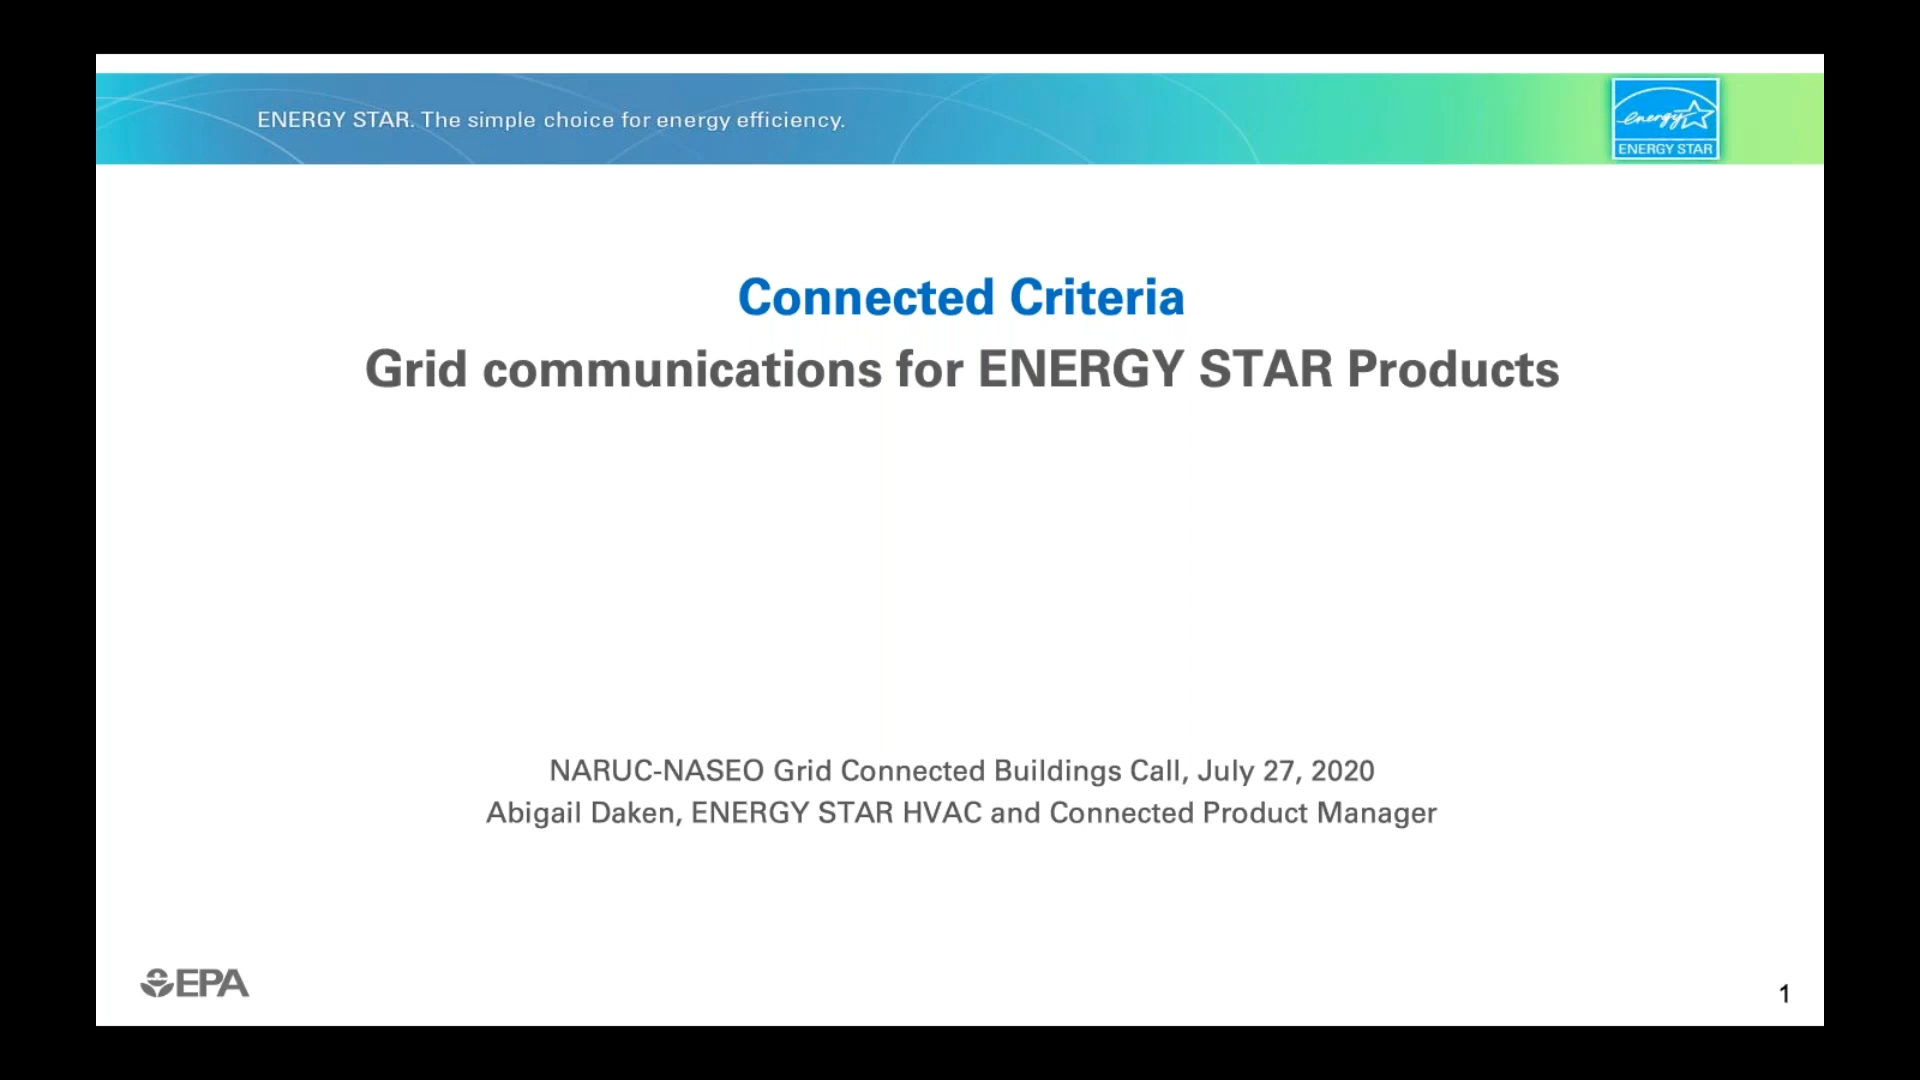 ENERGY STAR. The simple choice for energy efficiency.
energy
ENERGY STAR
Connected Criteria
Grid communications for ENERGY STAR Products
NARUC-NASEO Grid Connected Buildings Call, July 27, 2020
Abigail Daken, ENERGY STAR HVAC and Connected Product Manager
EPA
1